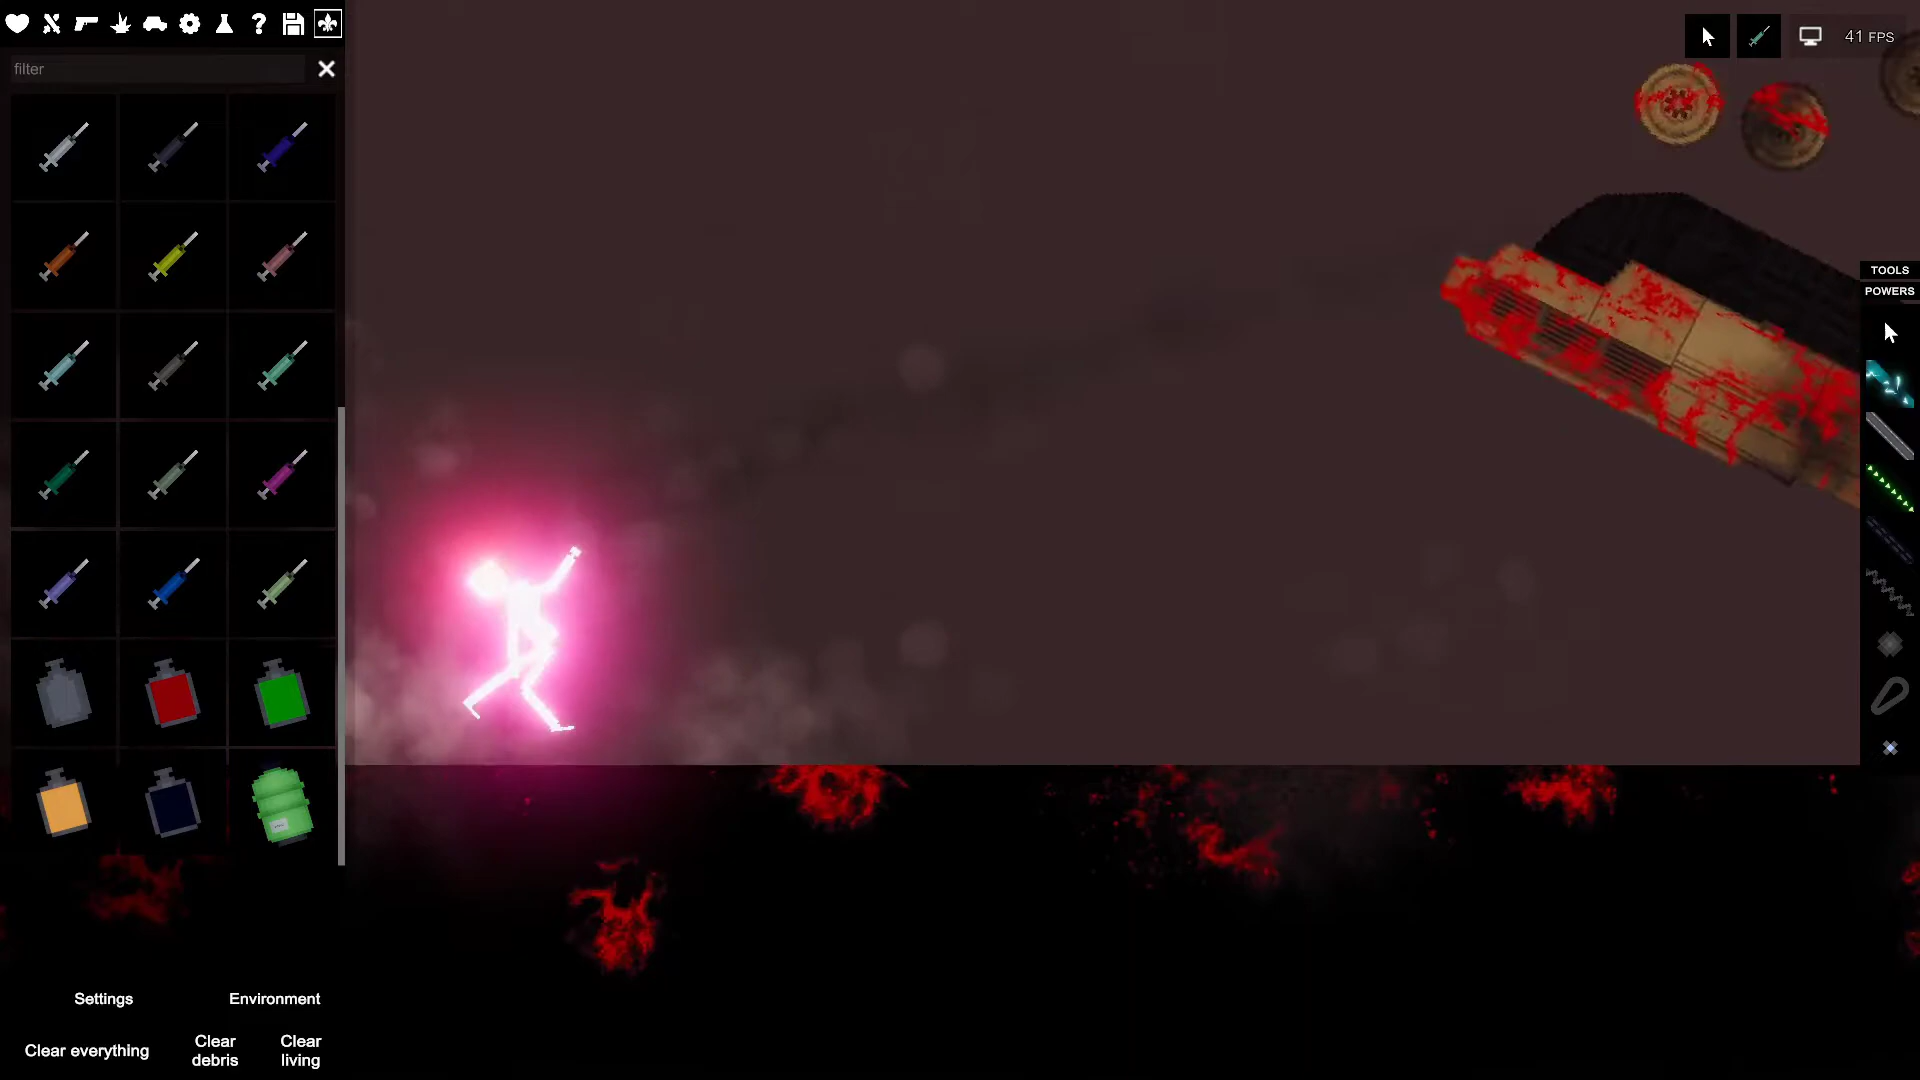 filter
41 FPS
TOOLS
POWERS
Settings
Environment
Clear everything
Clear
debris
Clear
living